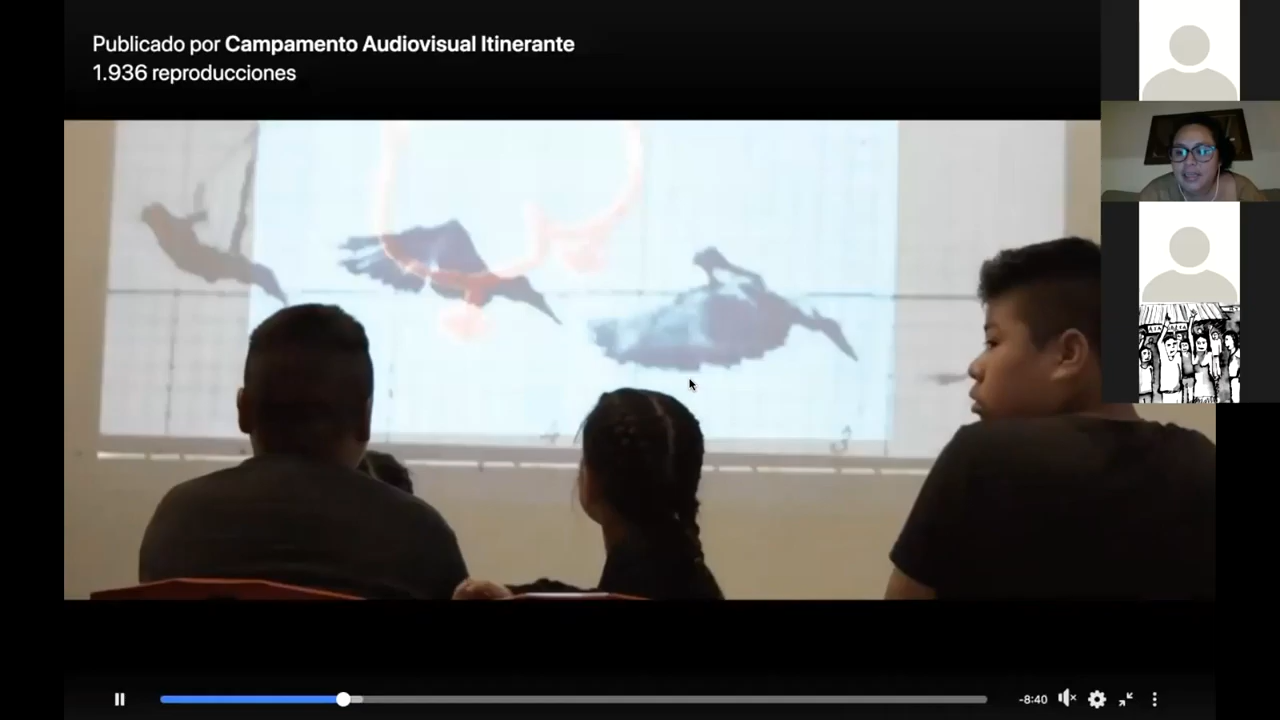 Publicado por Campamento Audiovisual Itinerante
1.936 reproducciones
-8:40